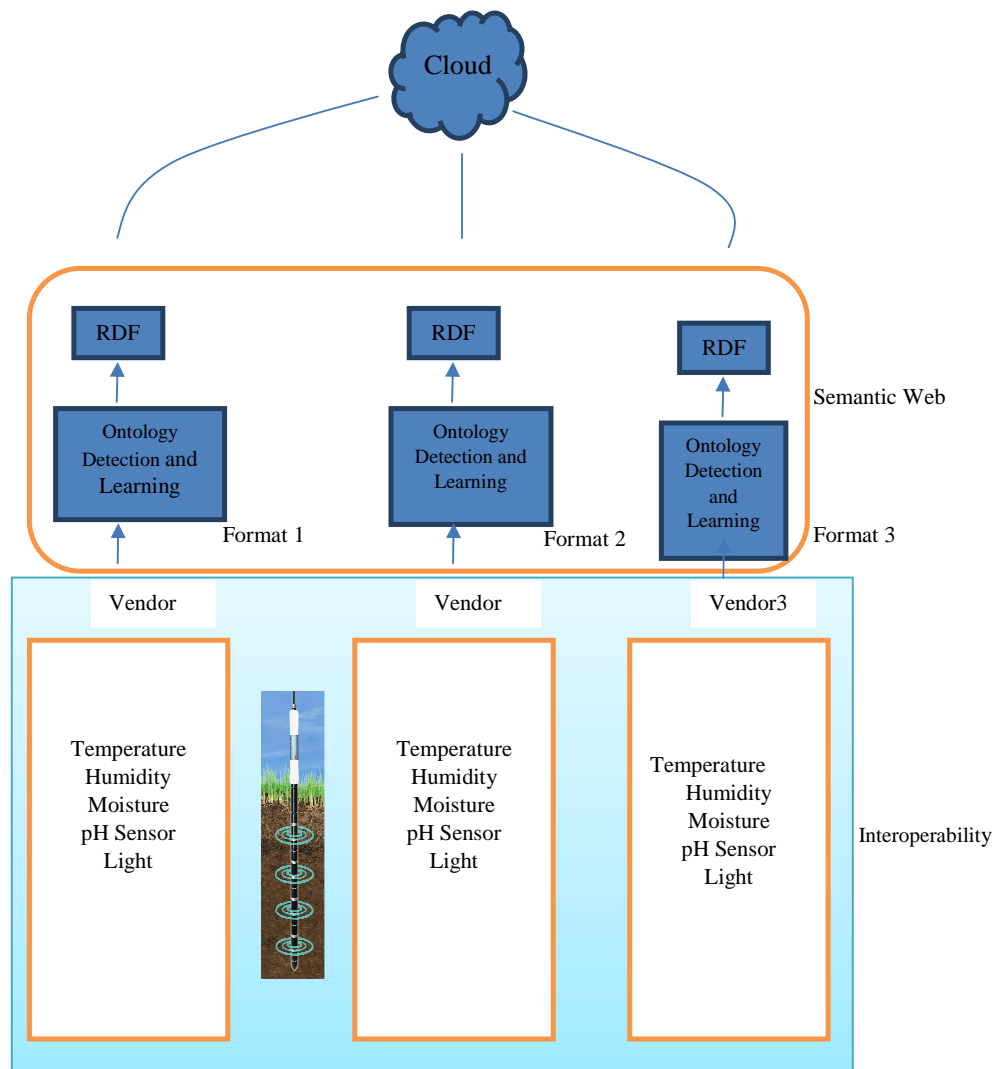 Cloud
RDF
RDF
RDF
Semantic Web
Ontology
Detection and
Learning
Ontology
Detection and
Learning
Ontology
Detection
and
Learning
Format 1
Format 2
Format 3
Vendor
Vendor
Vendor3
Temperature
Humidity
Moisture
pH Sensor
Light
Temperature
Humidity
Moisture
pH Sensor
Light
Temperature
Humidity
Moisture
pH Sensor
Light
Interoperability